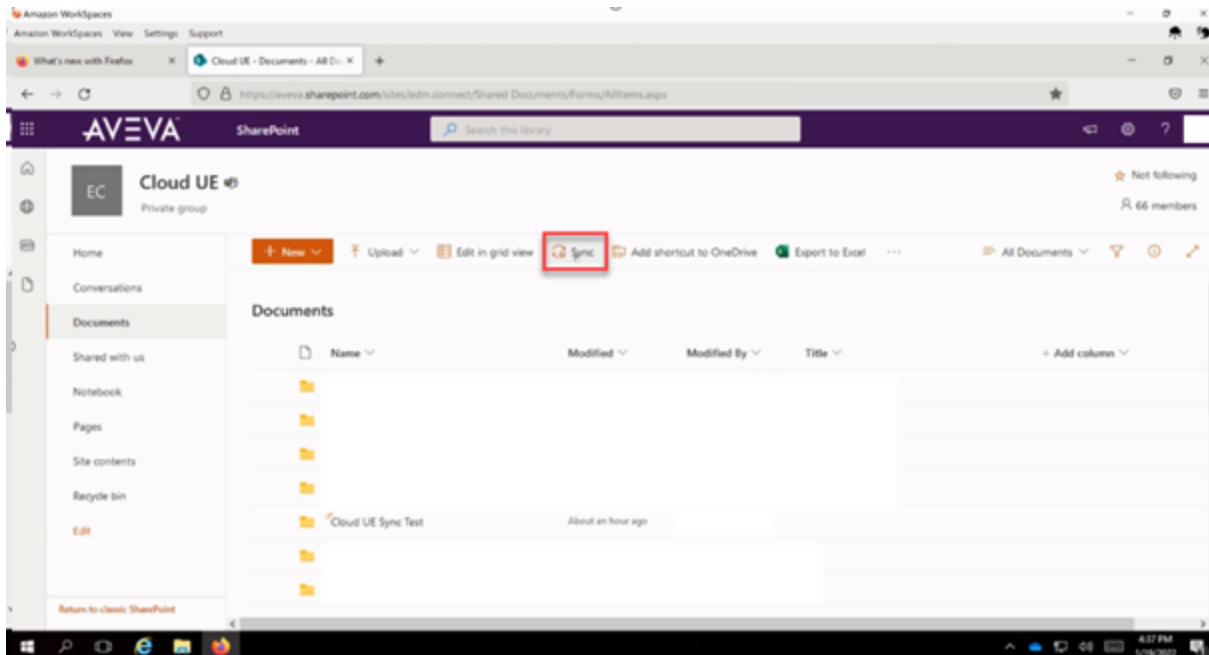 Amazon WorkSpaces
Amazon WorkSpaces View Settings Support
What's new with Firefox
Cloud UE - Documents - All Do
https://aveva.sharepoint.com/sites/edm.connect/Shared Documents/Forms/AllItems.aspx
AVEVA SharePoint Search this library
EC
Cloud UE
Private group
Not following
66 members
+ New Upload Edit in grid view Sync Add shortcut to OneDrive Export to Excel ... All Documents
Home
Conversations
Documents
Shared with us
Notebook
Pages
Site contents
Recycle bin
Edit
Return to classic SharePoint
Documents
Name Modified Modified By Title + Add column
Cloud UE Sync Test About an hour ago
4:37 PM
1/19/2022